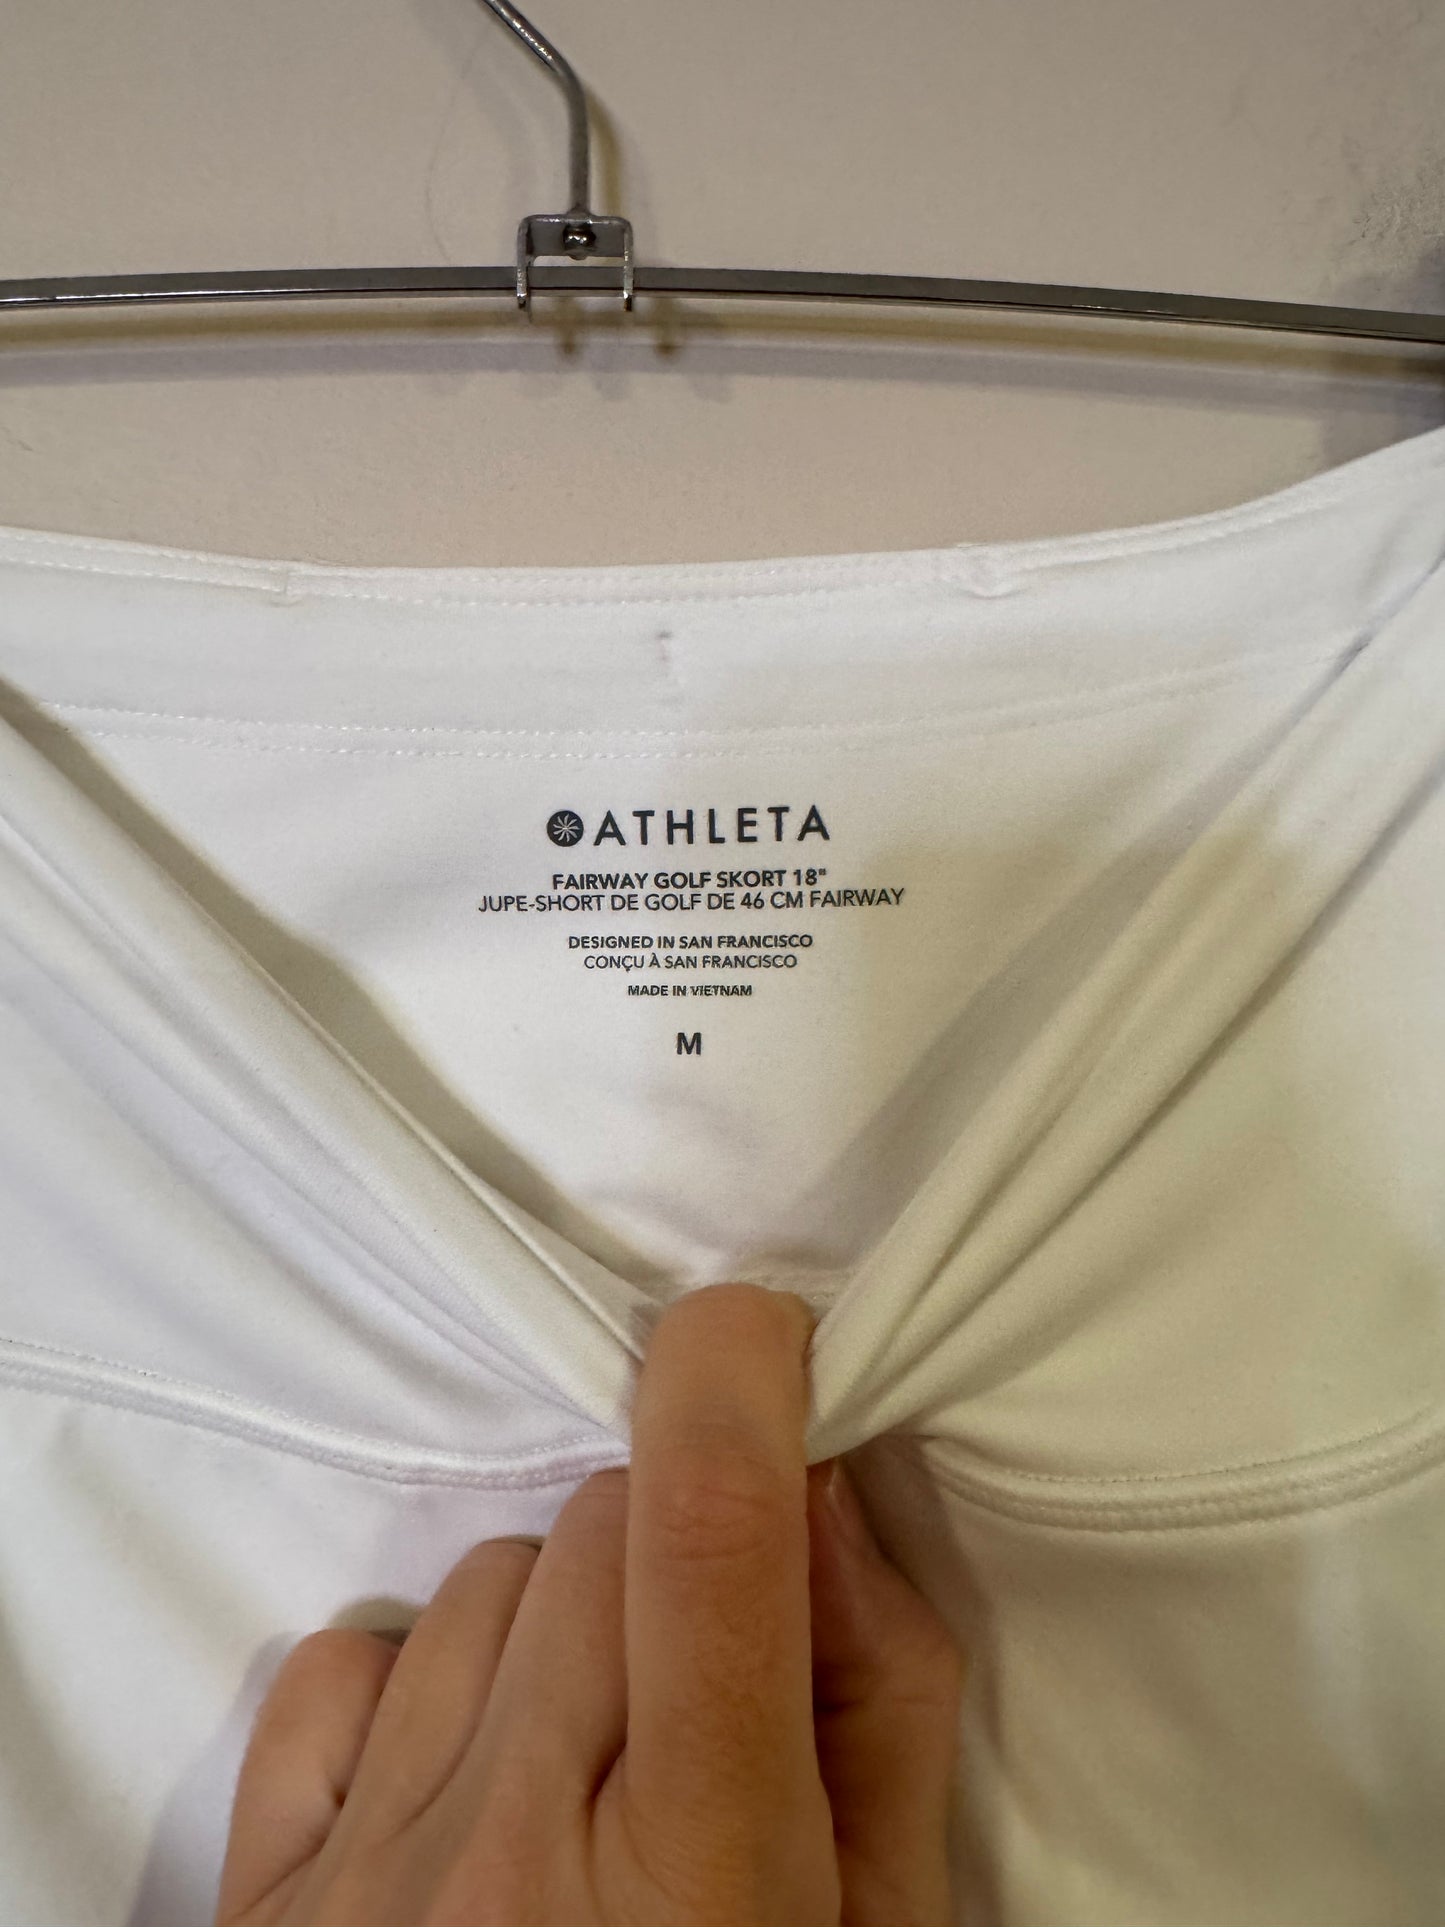 ATHLETA
FAIRWAY GOLF SKORT 18"
JUPE-SHORT DE GOLF DE 46 CM FAIRWAY
DESIGNED IN SAN FRANCISCO
CONÇU À SAN FRANCISCO
MADE IN VIETNAM
M